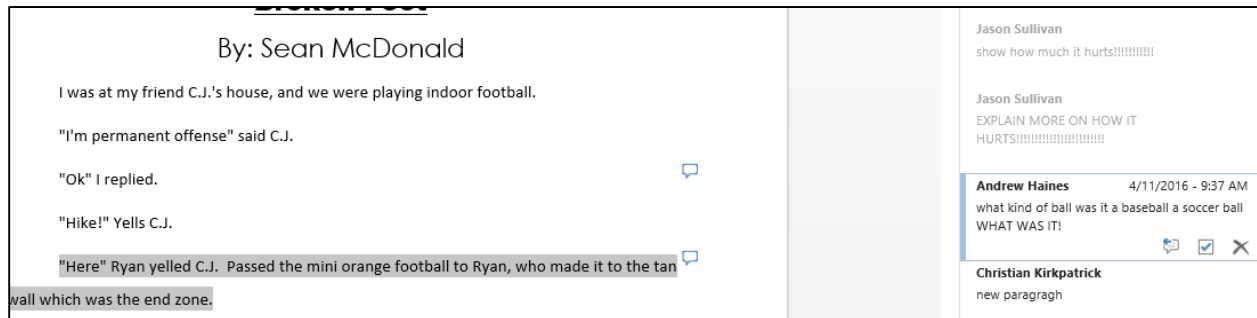 Broken Foot
By: Sean McDonald
I was at my friend C.J.'s house, and we were playing indoor football.
"I'm permanent offense" said C.J.
"Ok" I replied.
"Hike!" Yells C.J.
"Here" Ryan yelled C.J.  Passed the mini orange football to Ryan, who made it to the tan
wall which was the end zone.
Jason Sullivan
show how much it hurts!!!!!!!!!!!
Jason Sullivan
EXPLAIN MORE ON HOW IT
HURTS!!!!!!!!!!!!!!!!!!!!!!!!
Andrew Haines 4/11/2016 - 9:37 AM
what kind of ball was it a baseball a soccer ball
WHAT WAS IT!
Christian Kirkpatrick
new paragragh